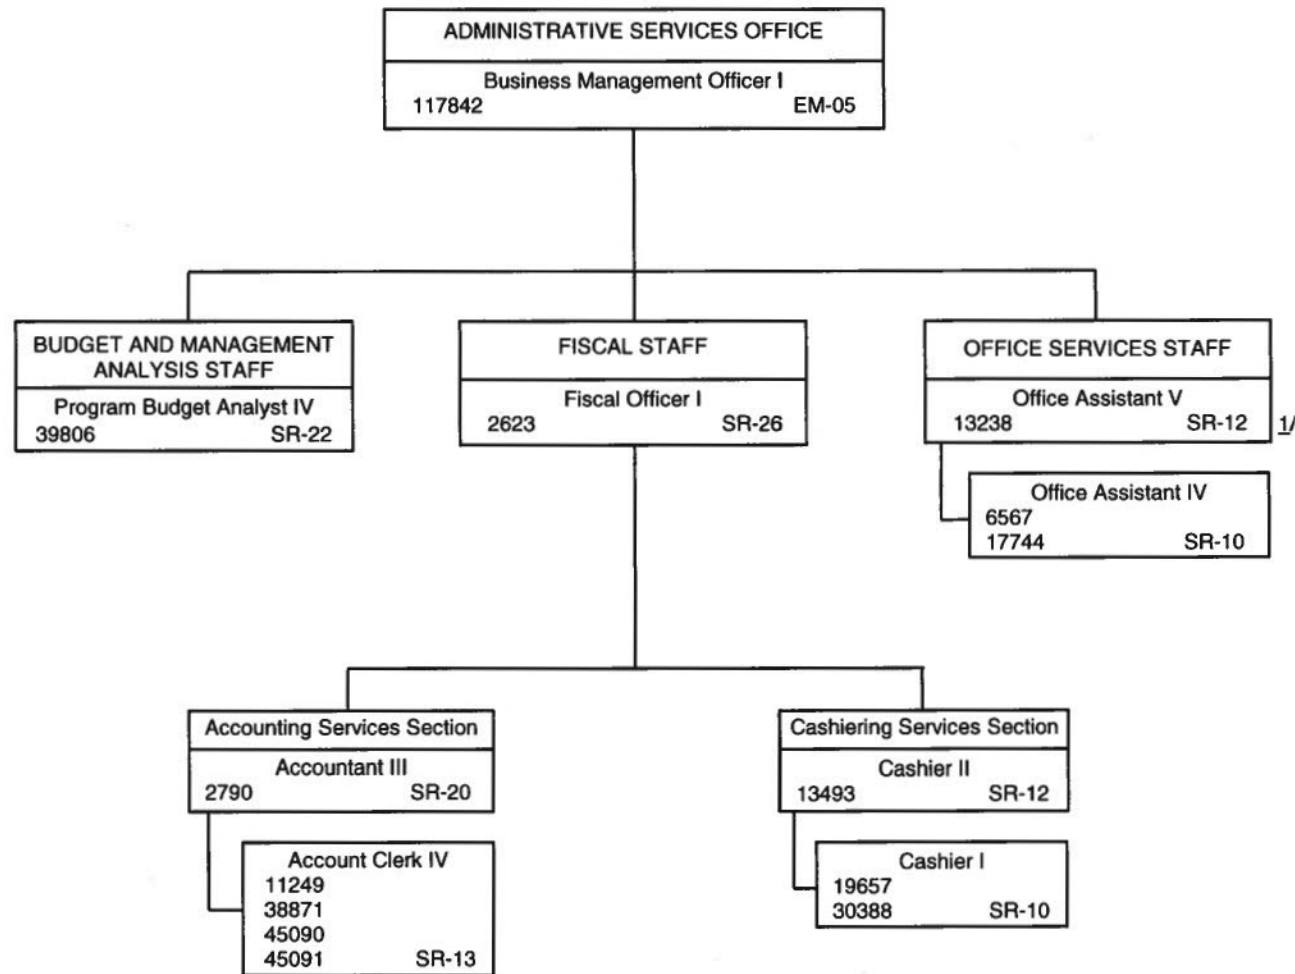 ADMINISTRATIVE SERVICES OFFICE
Business Management Officer I
117842 EM-05
BUDGET AND MANAGEMENT
ANALYSIS STAFF
Program Budget Analyst IV
39806 SR-22
FISCAL STAFF
Fiscal Officer I
2623 SR-26
OFFICE SERVICES STAFF
Office Assistant V
13238 SR-12 1/
Office Assistant IV
6567
17744 SR-10
Accounting Services Section
Accountant III
2790 SR-20
Account Clerk IV
11249
38871
45090
45091 SR-13
Cashiering Services Section
Cashier II
13493 SR-12
Cashier I
19657
30388 SR-10